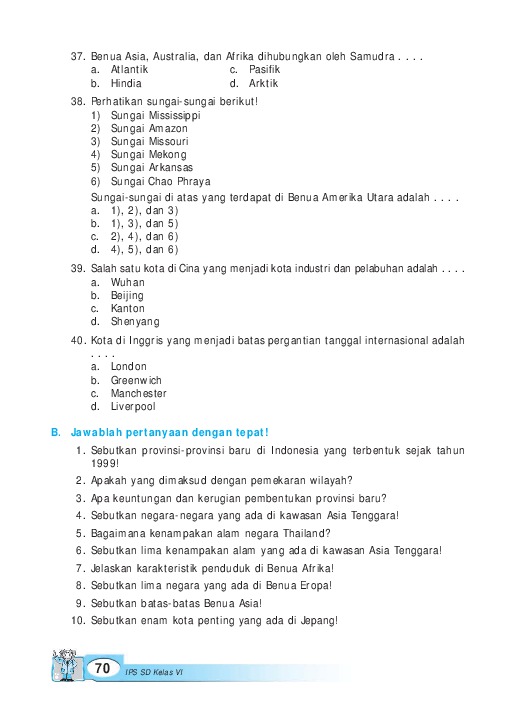 37. Benua Asia, Australia, dan Afrika dihubungkan oleh Samudra . . . .
a. Atlantik c. Pasifik
b. Hindia d. Arktik
38. Perhatikan sungai-sungai berikut!
1) Sungai Mississippi
2) Sungai Amazon
3) Sungai Missouri
4) Sungai Mekong
5) Sungai Arkansas
6) Sungai Chao Phraya
Sungai-sungai di atas yang terdapat di Benua Amerika Utara adalah . . . .
a. 1), 2), dan 3)
b. 1), 3), dan 5)
c. 2), 4), dan 6)
d. 4), 5), dan 6)
39. Salah satu kota di Cina yang menjadi kota industri dan pelabuhan adalah . . . .
a. Wuhan
b. Beijing
c. Kanton
d. Shenyang
40. Kota di Inggris yang menjadi batas pergantian tanggal internasional adalah
. . . .
a. London
b. Greenwich
c. Manchester
d. Liverpool
B. Jawablah pertanyaan dengan tepat!
1. Sebutkan provinsi-provinsi baru di Indonesia yang terbentuk sejak tahun
1999!
2. Apakah yang dimaksud dengan pemekaran wilayah?
3. Apa keuntungan dan kerugian pembentukan provinsi baru?
4. Sebutkan negara-negara yang ada di kawasan Asia Tenggara!
5. Bagaimana kenampakan alam negara Thailand?
6. Sebutkan lima kenampakan alam yang ada di kawasan Asia Tenggara!
7. Jelaskan karakteristik penduduk di Benua Afrika!
8. Sebutkan lima negara yang ada di Benua Eropa!
9. Sebutkan batas-batas Benua Asia!
10. Sebutkan enam kota penting yang ada di Jepang!
70 IPS SD Kelas VI